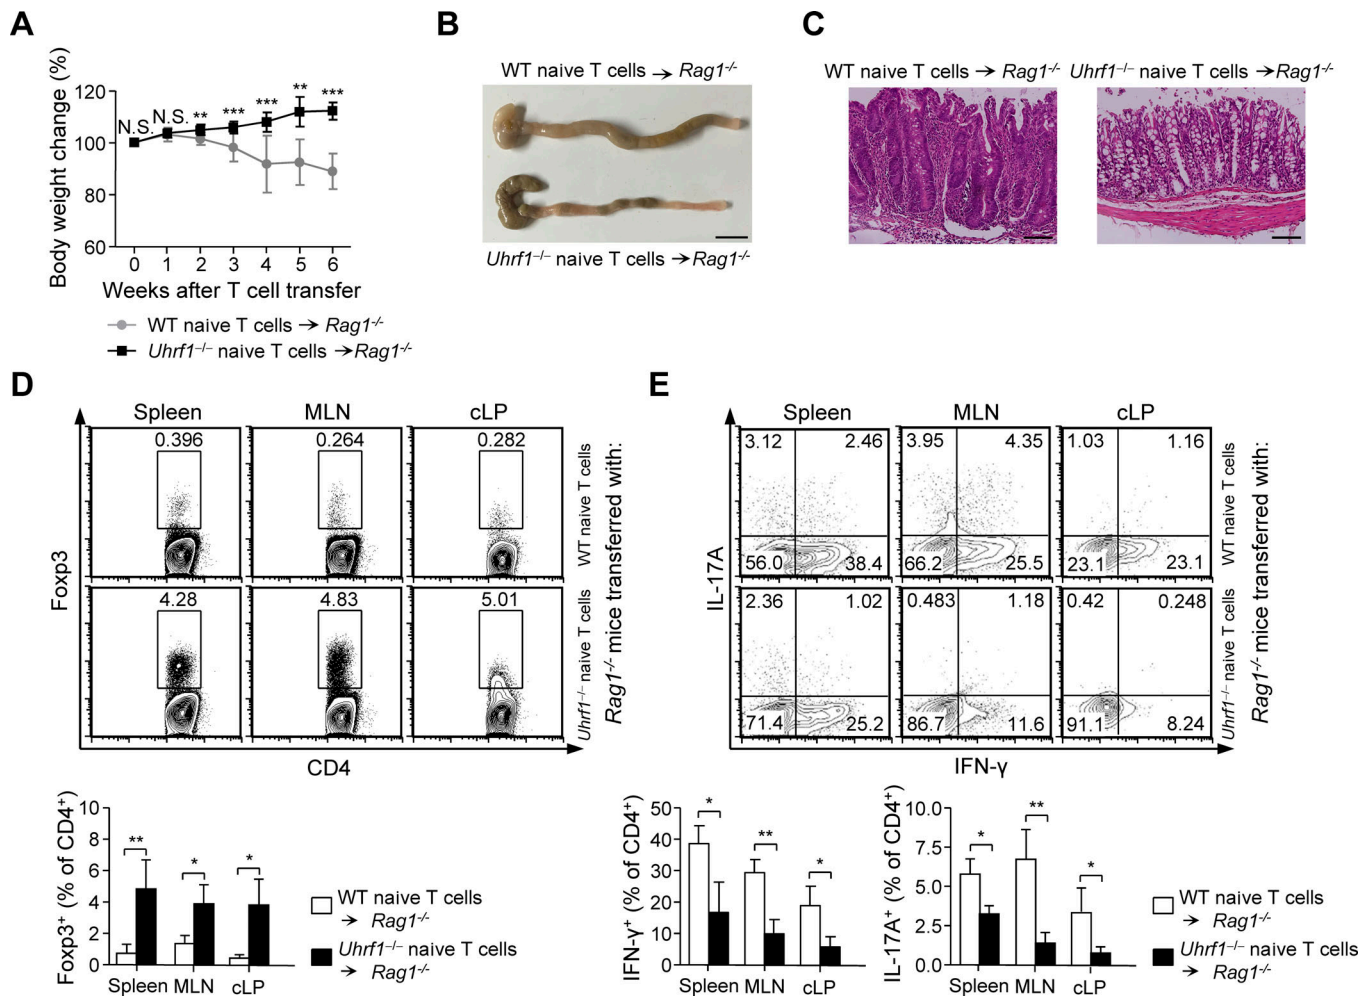 A
Body weight change (%)
120
100
80
60
N.S.
N.S.
**
***
***
**
***
0 1 2 3 4 5 6
Weeks after T cell transfer
WT naive T cells → Rag1-/-
Uhrf1–/– naive T cells → Rag1-/-
B
WT naive T cells → Rag1-/-
Uhrf1–/– naive T cells → Rag1-/-
C
WT naive T cells → Rag1-/-
Uhrf1–/– naive T cells → Rag1-/-
D
Spleen MLN cLP
0.396 0.264 0.282
4.28 4.83 5.01
Foxp3
CD4
WT naive T cells
Uhrf1–/– naive T cells
Rag1-/- mice transferred with:
Foxp3+ (% of CD4+)
10
8
6
4
2
0
** * *
Spleen MLN cLP
WT naive T cells
→ Rag1-/-
Uhrf1–/– naive T cells
→ Rag1-/-
E
Spleen MLN cLP
3.12 2.46 3.95 4.35 1.03 1.16
56.0 38.4 66.2 25.5 23.1 23.1
2.36 1.02 0.483 1.18 0.42 0.248
71.4 25.2 86.7 11.6 91.1 8.24
IL-17A
IFN-γ
WT naive T cells
Uhrf1–/– naive T cells
Rag1-/- mice transferred with:
IFN-γ+ (% of CD4+)
50
40
30
20
10
0
* ** *
Spleen MLN cLP
IL-17A+ (% of CD4+)
10.0
7.5
5.0
2.5
0
* ** *
Spleen MLN cLP
WT naive T cells
→ Rag1-/-
Uhrf1–/– naive T cells
→ Rag1-/-